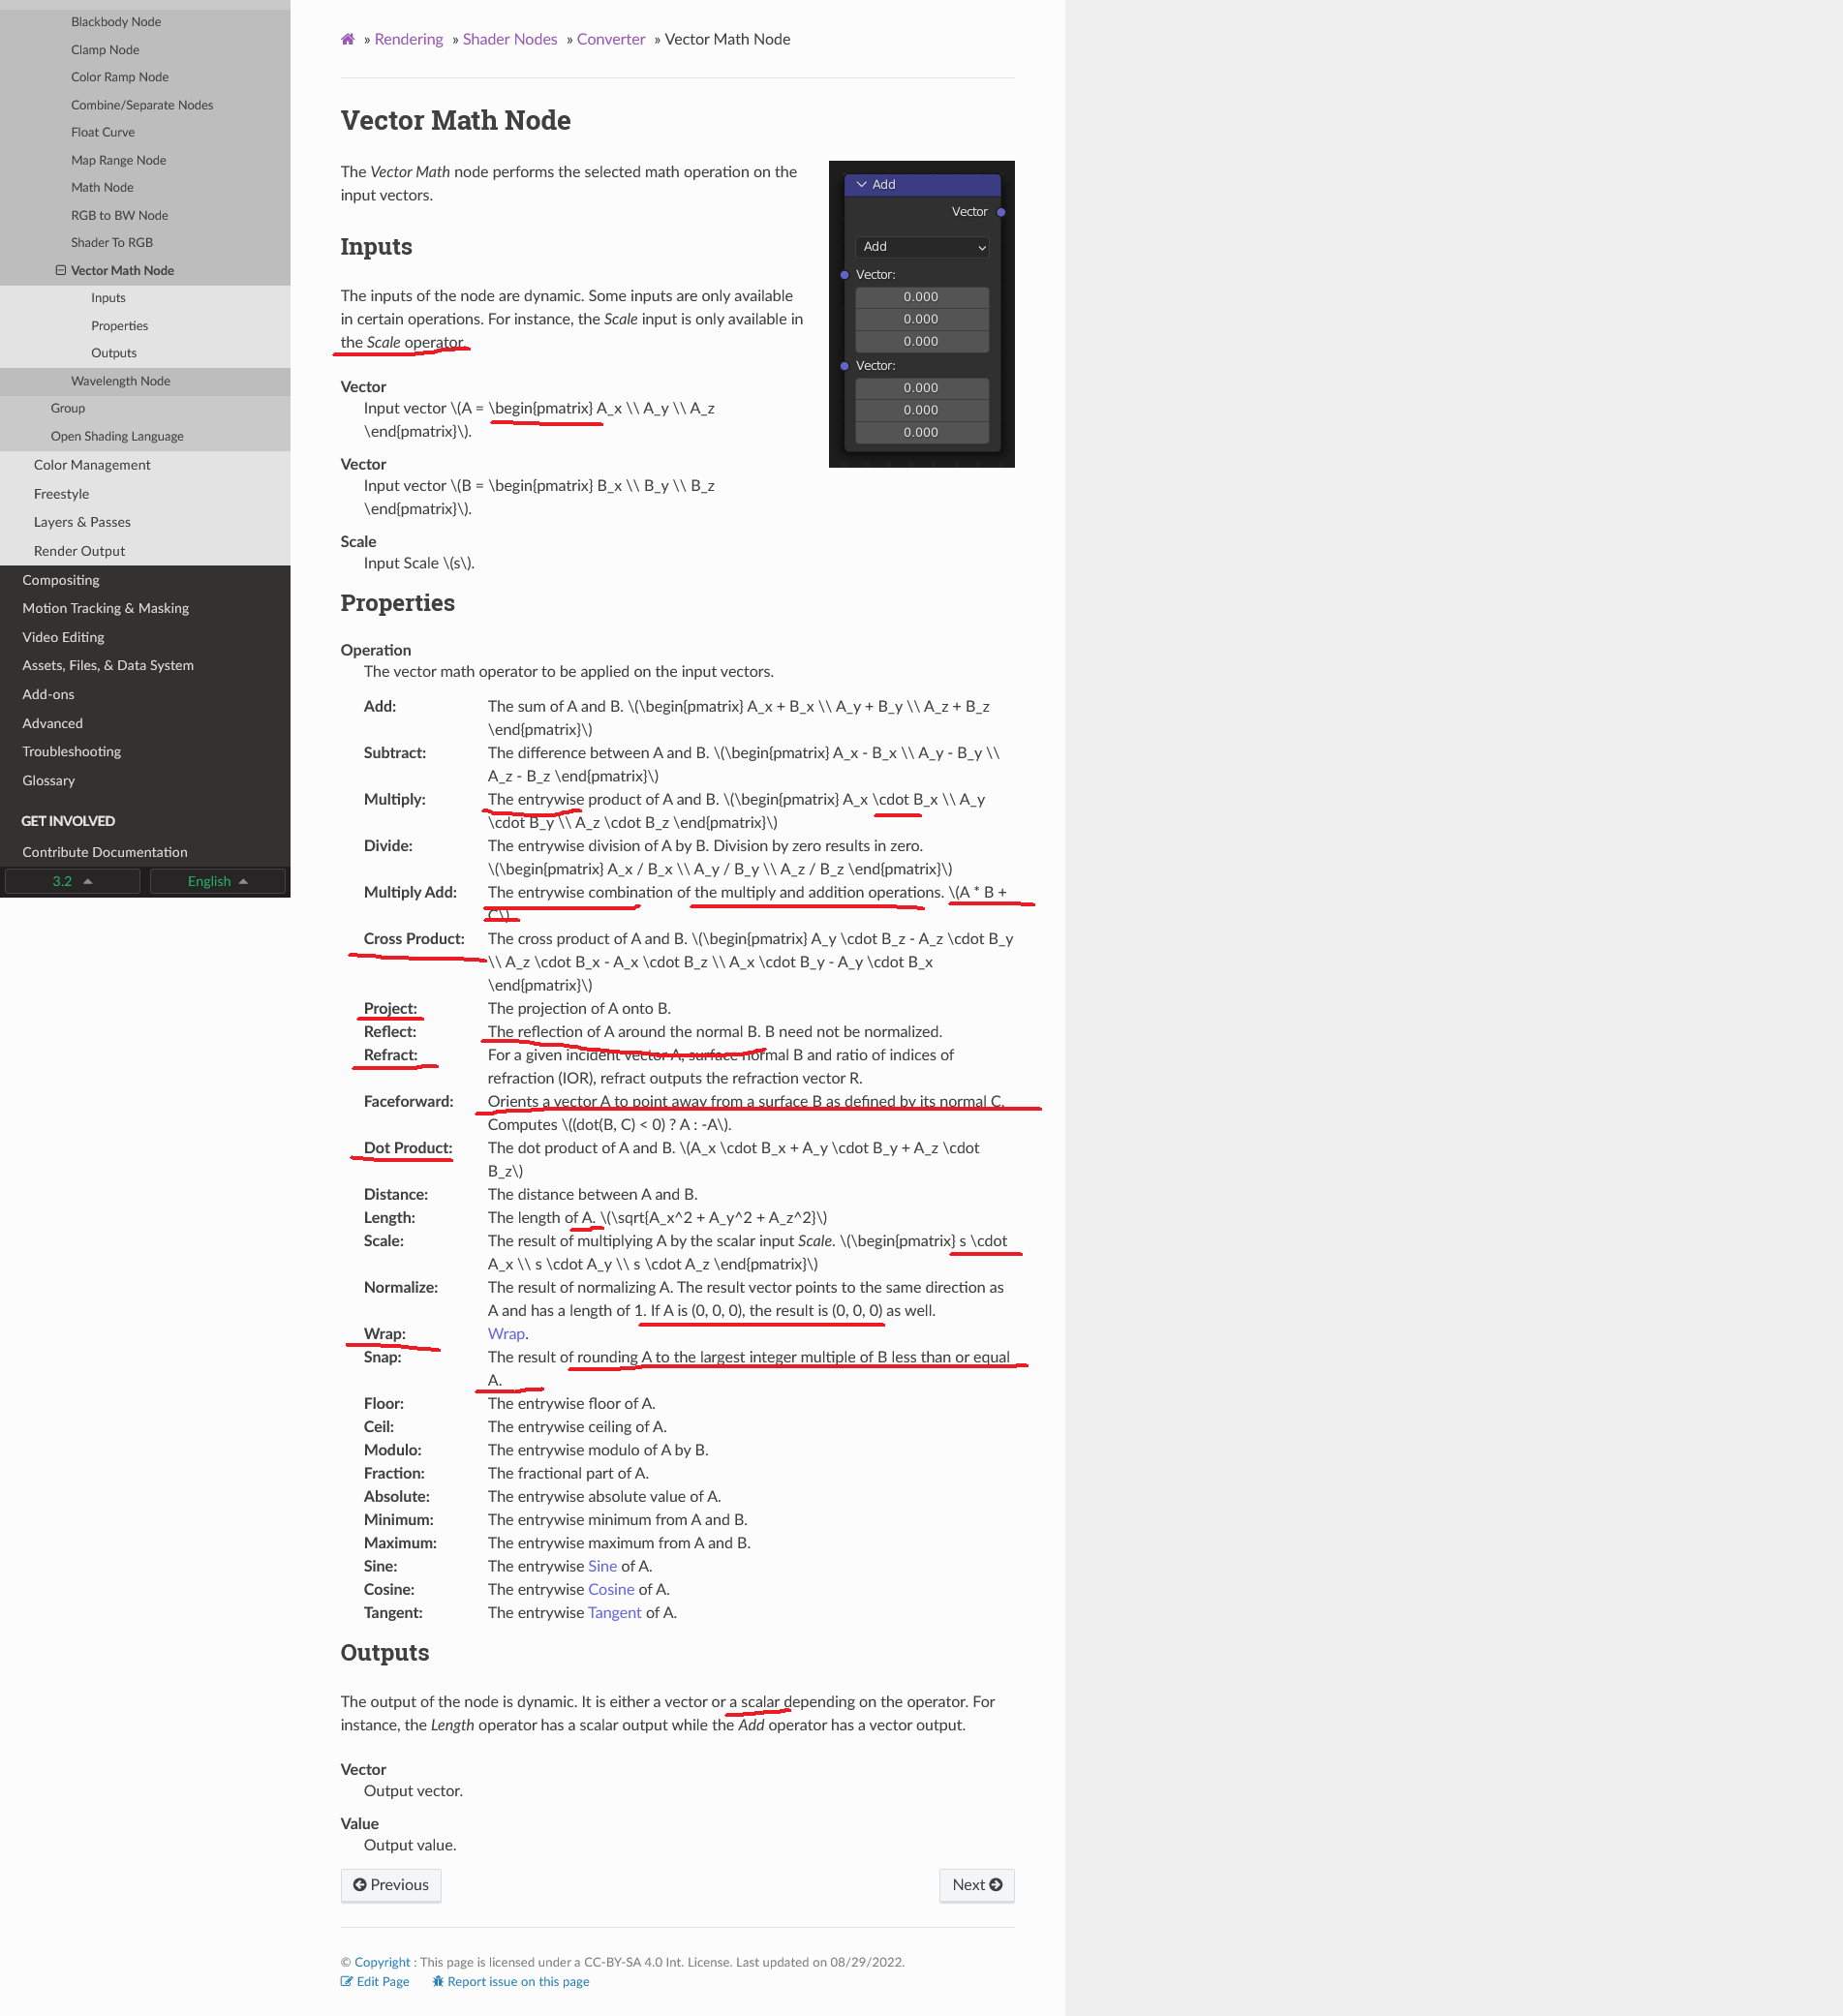 Blackbody Node
Clamp Node
Color Ramp Node
Combine/Separate Nodes
Float Curve
Map Range Node
Math Node
RGB to BW Node
Shader To RGB
Vector Math Node
Inputs
Properties
Outputs
Wavelength Node
Group
Open Shading Language
Color Management
Freestyle
Layers & Passes
Render Output
Compositing
Motion Tracking & Masking
Video Editing
Assets, Files, & Data System
Add-ons
Advanced
Troubleshooting
Glossary
GET INVOLVED
Contribute Documentation
3.2 English
» Rendering » Shader Nodes » Converter » Vector Math Node
Vector Math Node
The Vector Math node performs the selected math operation on the
input vectors.
Add
Vector
Add
Vector:
0.000
0.000
0.000
Vector:
0.000
0.000
0.000
Inputs
The inputs of the node are dynamic. Some inputs are only available
in certain operations. For instance, the Scale input is only available in
the Scale operator.
Vector
Input vector \(A = \begin{pmatrix} A_x \\ A_y \\ A_z
\end{pmatrix}\).
Vector
Input vector \(B = \begin{pmatrix} B_x \\ B_y \\ B_z
\end{pmatrix}\).
Scale
Input Scale \(s\).
Properties
Operation
The vector math operator to be applied on the input vectors.
Add: The sum of A and B. \(\begin{pmatrix} A_x + B_x \\ A_y + B_y \\ A_z + B_z
\end{pmatrix}\)
Subtract: The difference between A and B. \(\begin{pmatrix} A_x - B_x \\ A_y - B_y \\
A_z - B_z \end{pmatrix}\)
Multiply: The entrywise product of A and B. \(\begin{pmatrix} A_x \cdot B_x \\ A_y
\cdot B_y \\ A_z \cdot B_z \end{pmatrix}\)
Divide: The entrywise division of A by B. Division by zero results in zero.
\(\begin{pmatrix} A_x / B_x \\ A_y / B_y \\ A_z / B_z \end{pmatrix}\)
Multiply Add: The entrywise combination of the multiply and addition operations. \(A * B +
C\)
Cross Product: The cross product of A and B. \(\begin{pmatrix} A_y \cdot B_z - A_z \cdot B_y
\\ A_z \cdot B_x - A_x \cdot B_z \\ A_x \cdot B_y - A_y \cdot B_x
\end{pmatrix}\)
Project: The projection of A onto B.
Reflect: The reflection of A around the normal B. B need not be normalized.
Refract: For a given incident vector A, surface normal B and ratio of indices of
refraction (IOR), refract outputs the refraction vector R.
Faceforward: Orients a vector A to point away from a surface B as defined by its normal C.
Computes \((dot(B, C) < 0) ? A : -A\).
Dot Product: The dot product of A and B. \(A_x \cdot B_x + A_y \cdot B_y + A_z \cdot
B_z\)
Distance: The distance between A and B.
Length: The length of A. \(\sqrt{A_x^2 + A_y^2 + A_z^2}\)
Scale: The result of multiplying A by the scalar input Scale. \(\begin{pmatrix} s \cdot
A_x \\ s \cdot A_y \\ s \cdot A_z \end{pmatrix}\)
Normalize: The result of normalizing A. The result vector points to the same direction as
A and has a length of 1. If A is (0, 0, 0), the result is (0, 0, 0) as well.
Wrap: Wrap.
Snap: The result of rounding A to the largest integer multiple of B less than or equal
A.
Floor: The entrywise floor of A.
Ceil: The entrywise ceiling of A.
Modulo: The entrywise modulo of A by B.
Fraction: The fractional part of A.
Absolute: The entrywise absolute value of A.
Minimum: The entrywise minimum from A and B.
Maximum: The entrywise maximum from A and B.
Sine: The entrywise Sine of A.
Cosine: The entrywise Cosine of A.
Tangent: The entrywise Tangent of A.
Outputs
The output of the node is dynamic. It is either a vector or a scalar depending on the operator. For
instance, the Length operator has a scalar output while the Add operator has a vector output.
Vector
Output vector.
Value
Output value.
Previous Next
© Copyright : This page is licensed under a CC-BY-SA 4.0 Int. License. Last updated on 08/29/2022.
Edit Page Report issue on this page